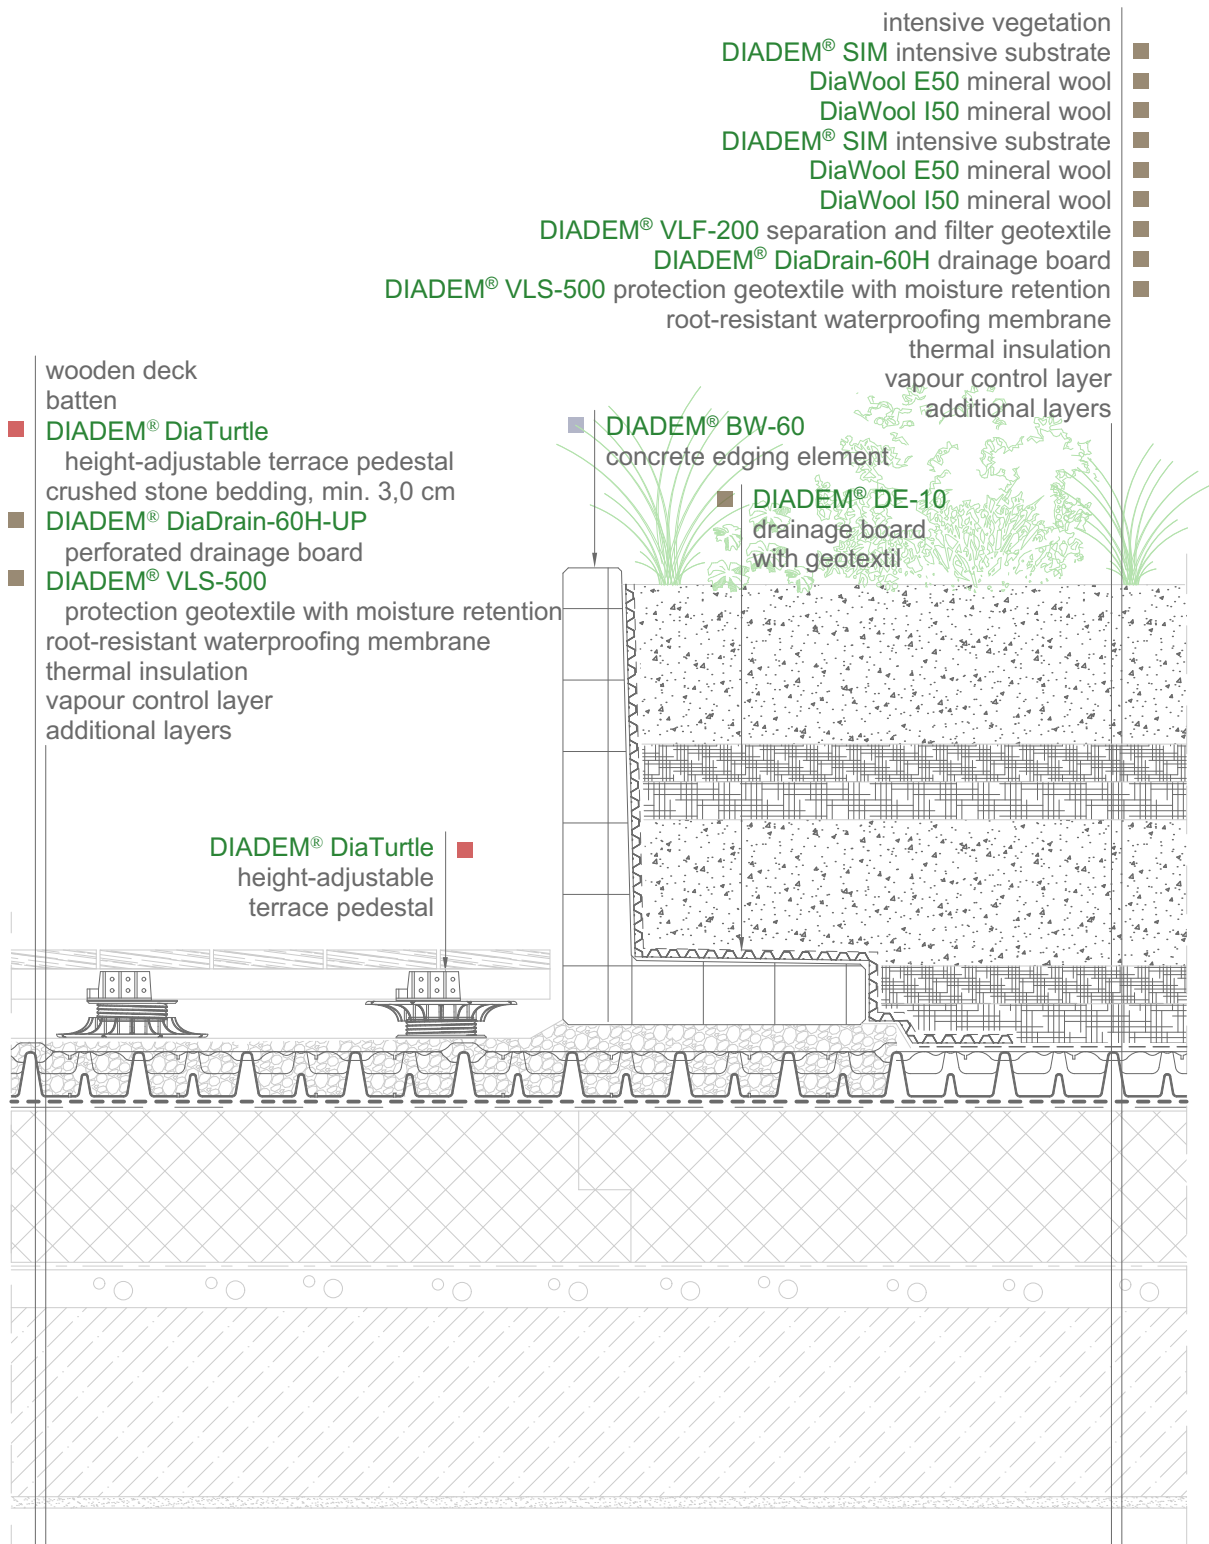 intensive vegetation
DIADEM® SIM intensive substrate
DiaWool E50 mineral wool
DiaWool I50 mineral wool
DIADEM® SIM intensive substrate
DiaWool E50 mineral wool
DiaWool I50 mineral wool
DIADEM® VLF-200 separation and filter geotextile
DIADEM® DiaDrain-60H drainage board
DIADEM® VLS-500 protection geotextile with moisture retention
root-resistant waterproofing membrane
thermal insulation
vapour control layer
additional layers
wooden deck
batten
DIADEM® DiaTurtle
height-adjustable terrace pedestal
crushed stone bedding, min. 3,0 cm
DIADEM® DiaDrain-60H-UP
perforated drainage board
DIADEM® VLS-500
protection geotextile with moisture retention
root-resistant waterproofing membrane
thermal insulation
vapour control layer
additional layers
DIADEM® BW-60
concrete edging element
DIADEM® DE-10
drainage board
with geotextil
DIADEM® DiaTurtle
height-adjustable
terrace pedestal